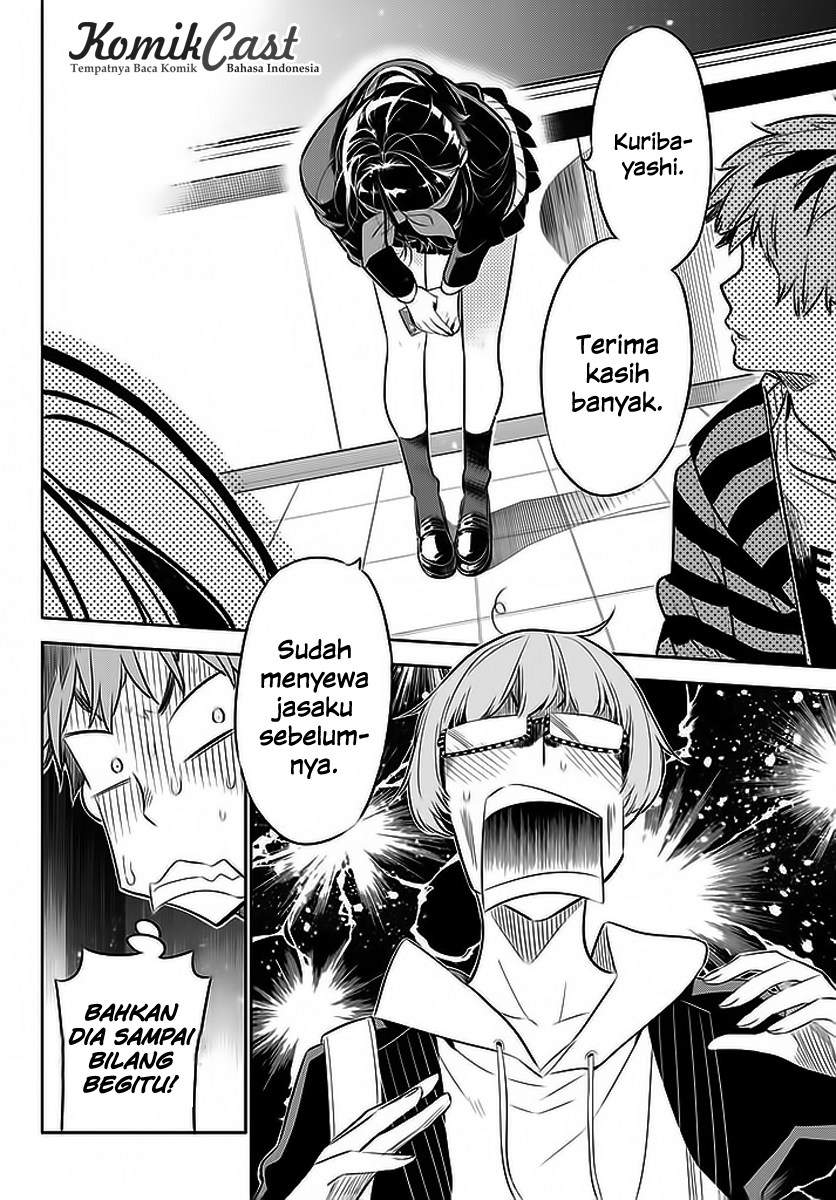 KomikCast
Tempatnya Baca Komik Bahasa Indonesia
Kuriba-
yashi.
Terima
kasih
banyak.
Sudah
menyewa
jasaku
sebelum-
nya.
BAHKAN
DIA SAMPAI
BILANG
BEGITU!